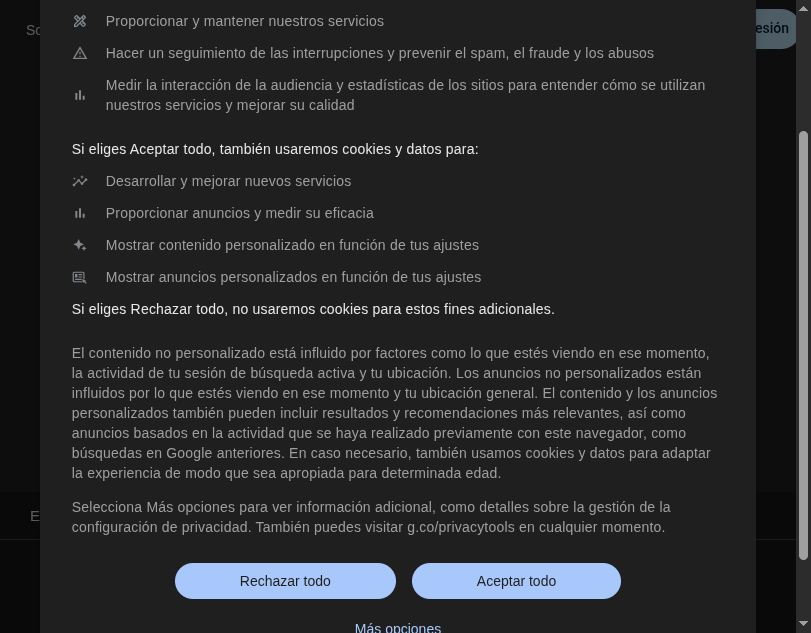 So
esión
Proporcionar y mantener nuestros servicios
Hacer un seguimiento de las interrupciones y prevenir el spam, el fraude y los abusos
Medir la interacción de la audiencia y estadísticas de los sitios para entender cómo se utilizan
nuestros servicios y mejorar su calidad
Si eliges Aceptar todo, también usaremos cookies y datos para:
Desarrollar y mejorar nuevos servicios
Proporcionar anuncios y medir su eficacia
Mostrar contenido personalizado en función de tus ajustes
Mostrar anuncios personalizados en función de tus ajustes
Si eliges Rechazar todo, no usaremos cookies para estos fines adicionales.
El contenido no personalizado está influido por factores como lo que estés viendo en ese momento,
la actividad de tu sesión de búsqueda activa y tu ubicación. Los anuncios no personalizados están
influidos por lo que estés viendo en ese momento y tu ubicación general. El contenido y los anuncios
personalizados también pueden incluir resultados y recomendaciones más relevantes, así como
anuncios basados en la actividad que se haya realizado previamente con este navegador, como
búsquedas en Google anteriores. En caso necesario, también usamos cookies y datos para adaptar
la experiencia de modo que sea apropiada para determinada edad.
Selecciona Más opciones para ver información adicional, como detalles sobre la gestión de la
configuración de privacidad. También puedes visitar g.co/privacytools en cualquier momento.
E
Rechazar todo
Aceptar todo
Más opciones